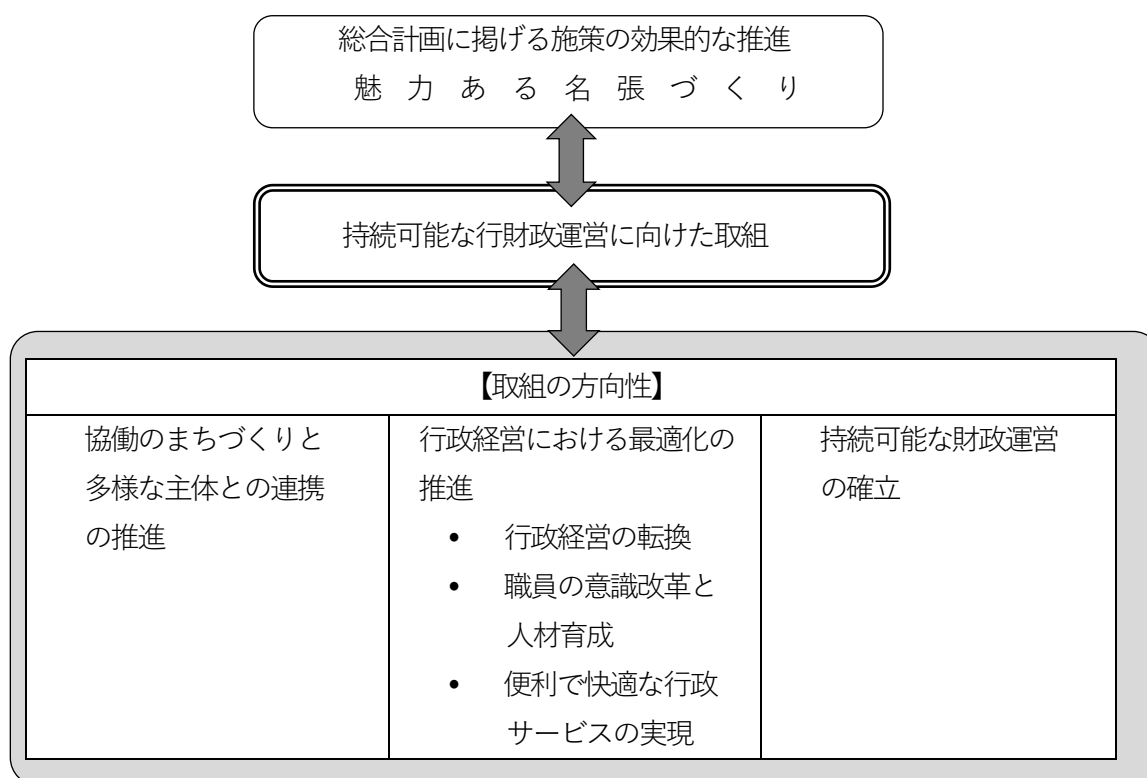 総合計画に掲げる施策の効果的な推進
魅力ある名張づくり
持続可能な行財政運営に向けた取組
【取組の方向性】
協働のまちづくりと
多様な主体との連携
の推進
行政経営における最適化の
推進
• 行政経営の転換
• 職員の意識改革と
人材育成
• 便利で快適な行政
サービスの実現
持続可能な財政運営
の確立